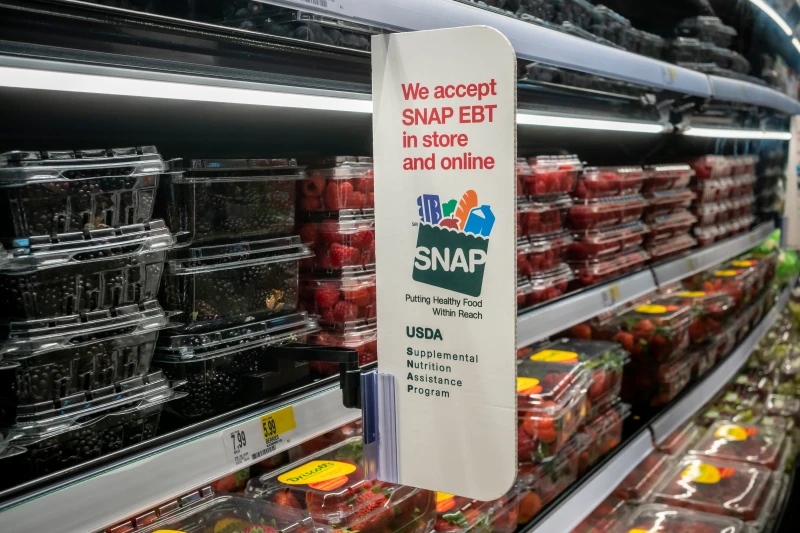 We accept
SNAP EBT
in store
and online
SNAP
Putting Healthy Food
Within Reach
USDA
Supplemental
Nutrition
Assistance
Program
7.99
5.99
Driscoll's